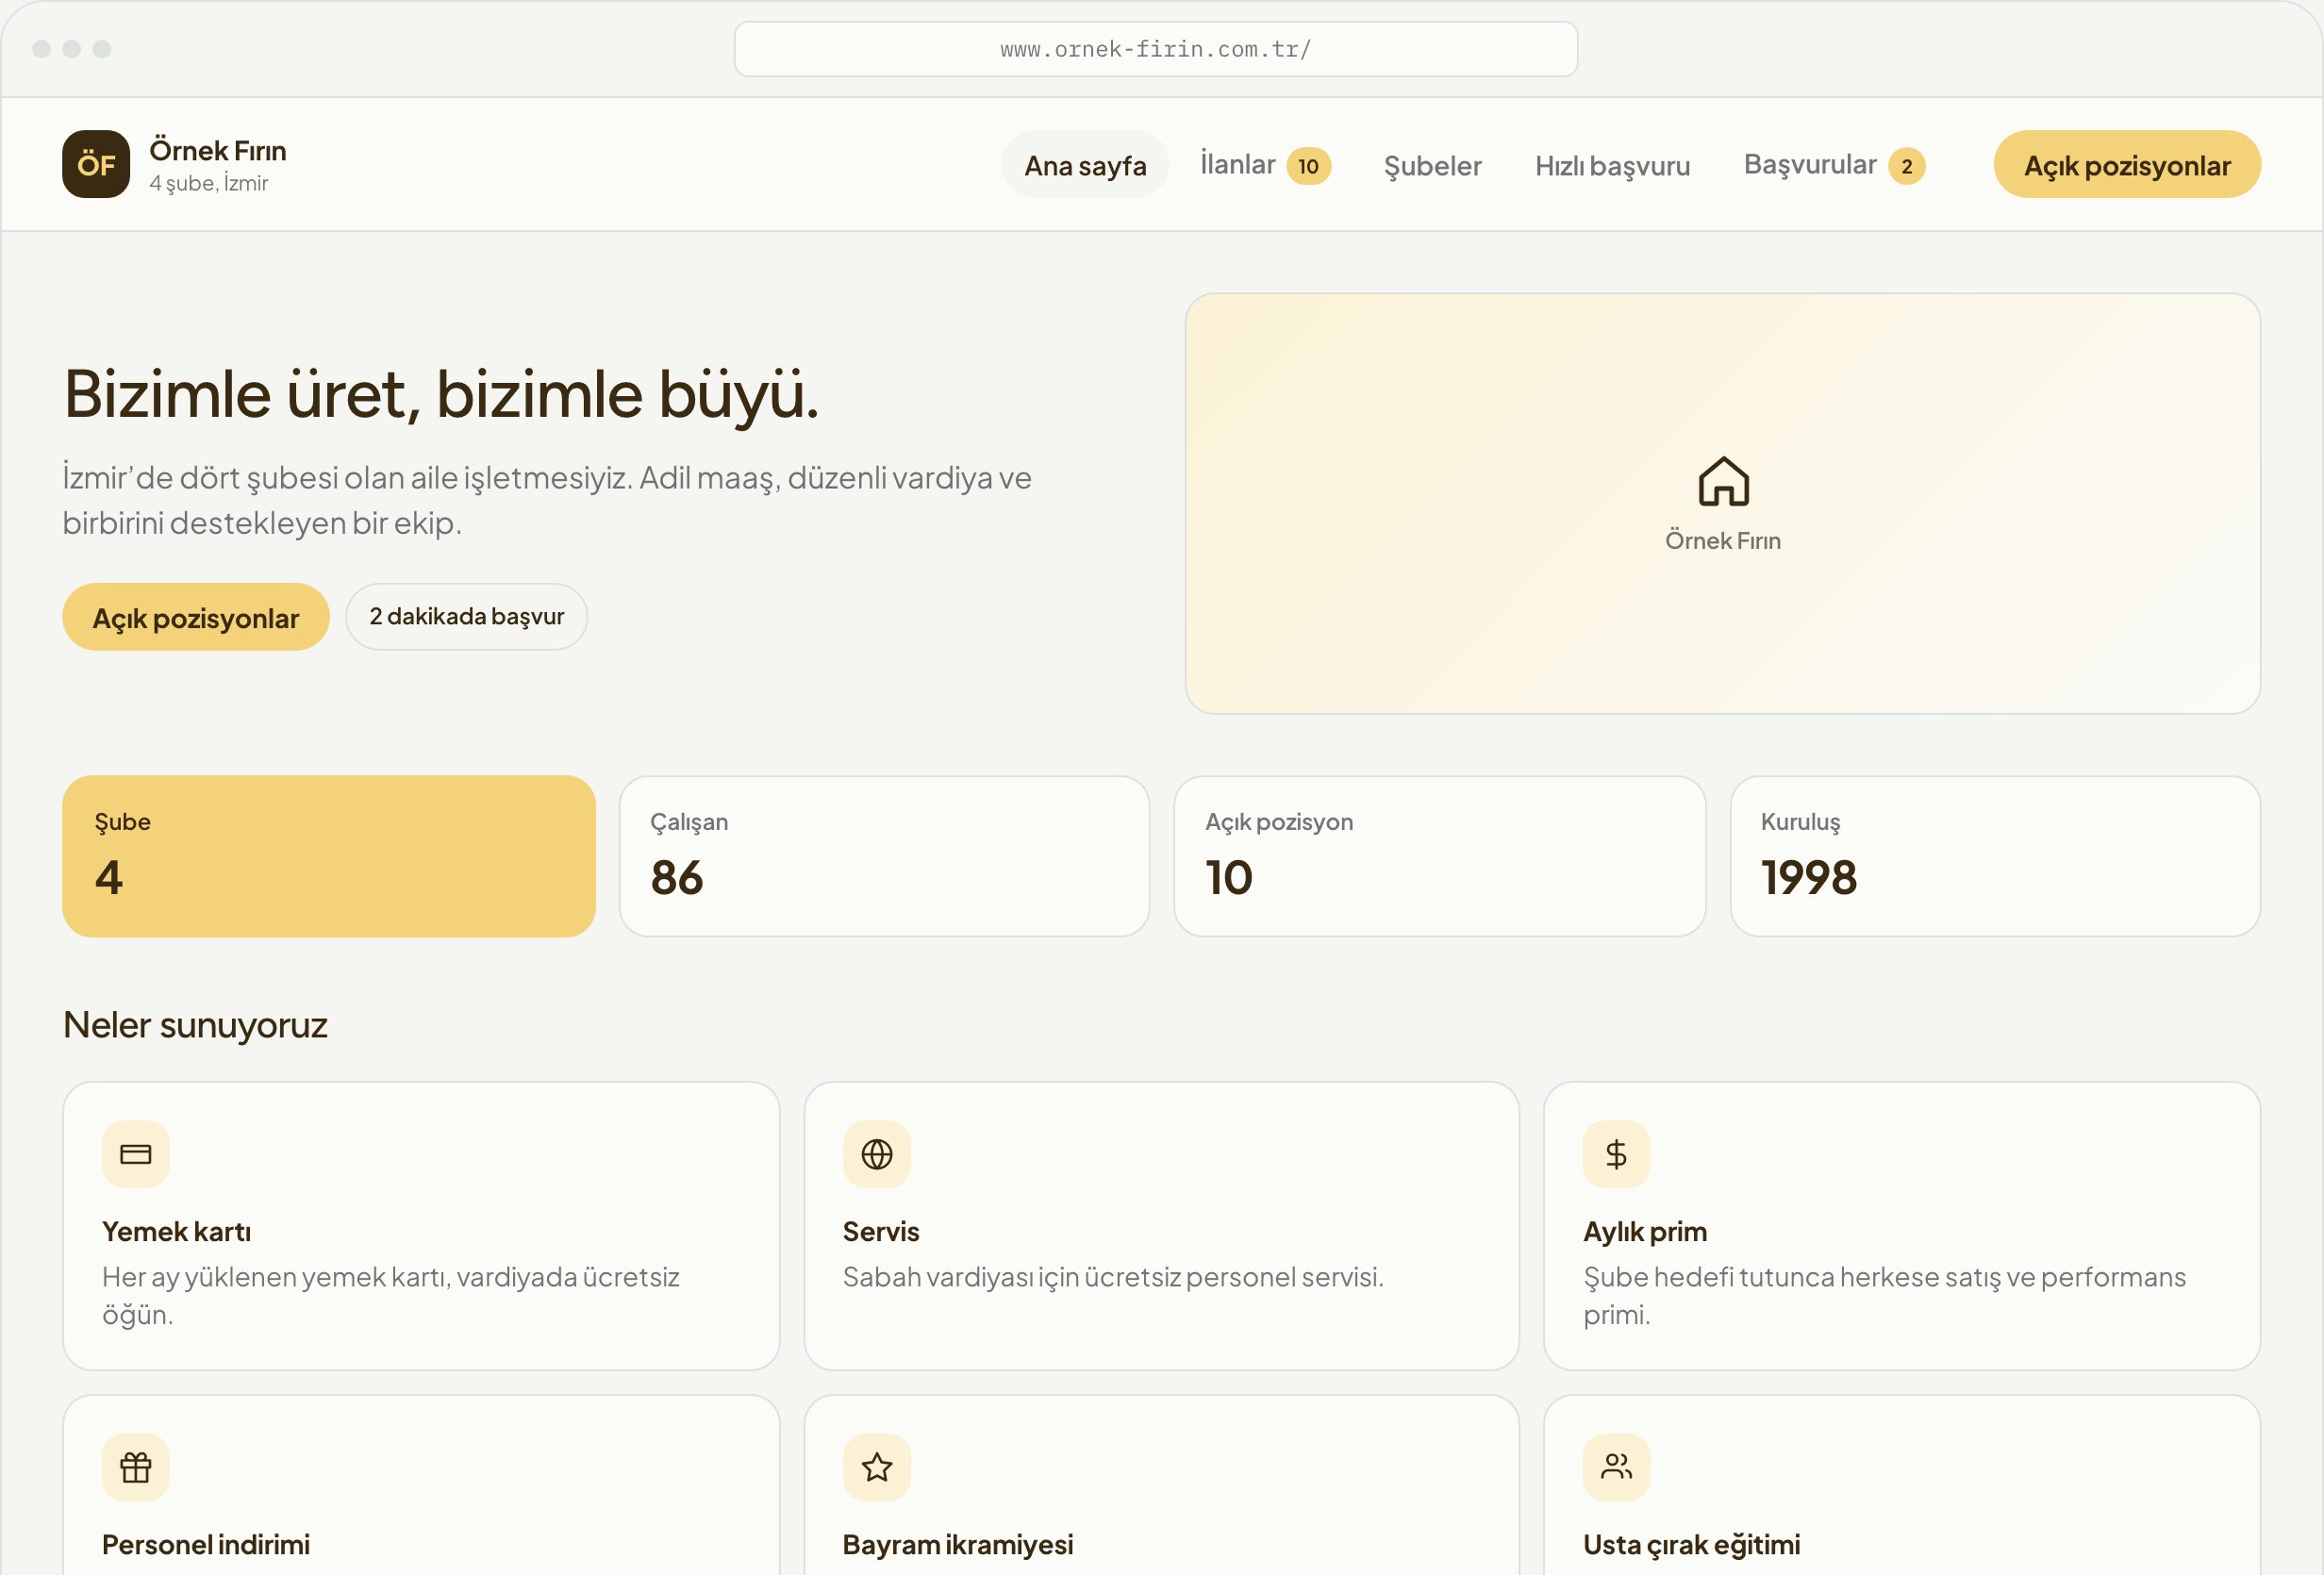 www.ornek-firin.com.tr/
ÖF
Örnek Fırın
4 şube, İzmir
Ana sayfa
İlanlar 10
Şubeler
Hızlı başvuru
Başvurular 2
Açık pozisyonlar
Bizimle üret, bizimle büyü.
İzmir’de dört şubesi olan aile işletmesiyiz. Adil maaş, düzenli vardiya ve
birbirini destekleyen bir ekip.
Açık pozisyonlar
2 dakikada başvur
Örnek Fırın
Şube
4
Çalışan
86
Açık pozisyon
10
Kuruluş
1998
Neler sunuyoruz
Yemek kartı
Her ay yüklenen yemek kartı, vardiyada ücretsiz
öğün.
Servis
Sabah vardiyası için ücretsiz personel servisi.
Aylık prim
Şube hedefi tutunca herkese satış ve performans
primi.
Personel indirimi
Bayram ikramiyesi
Usta çırak eğitimi